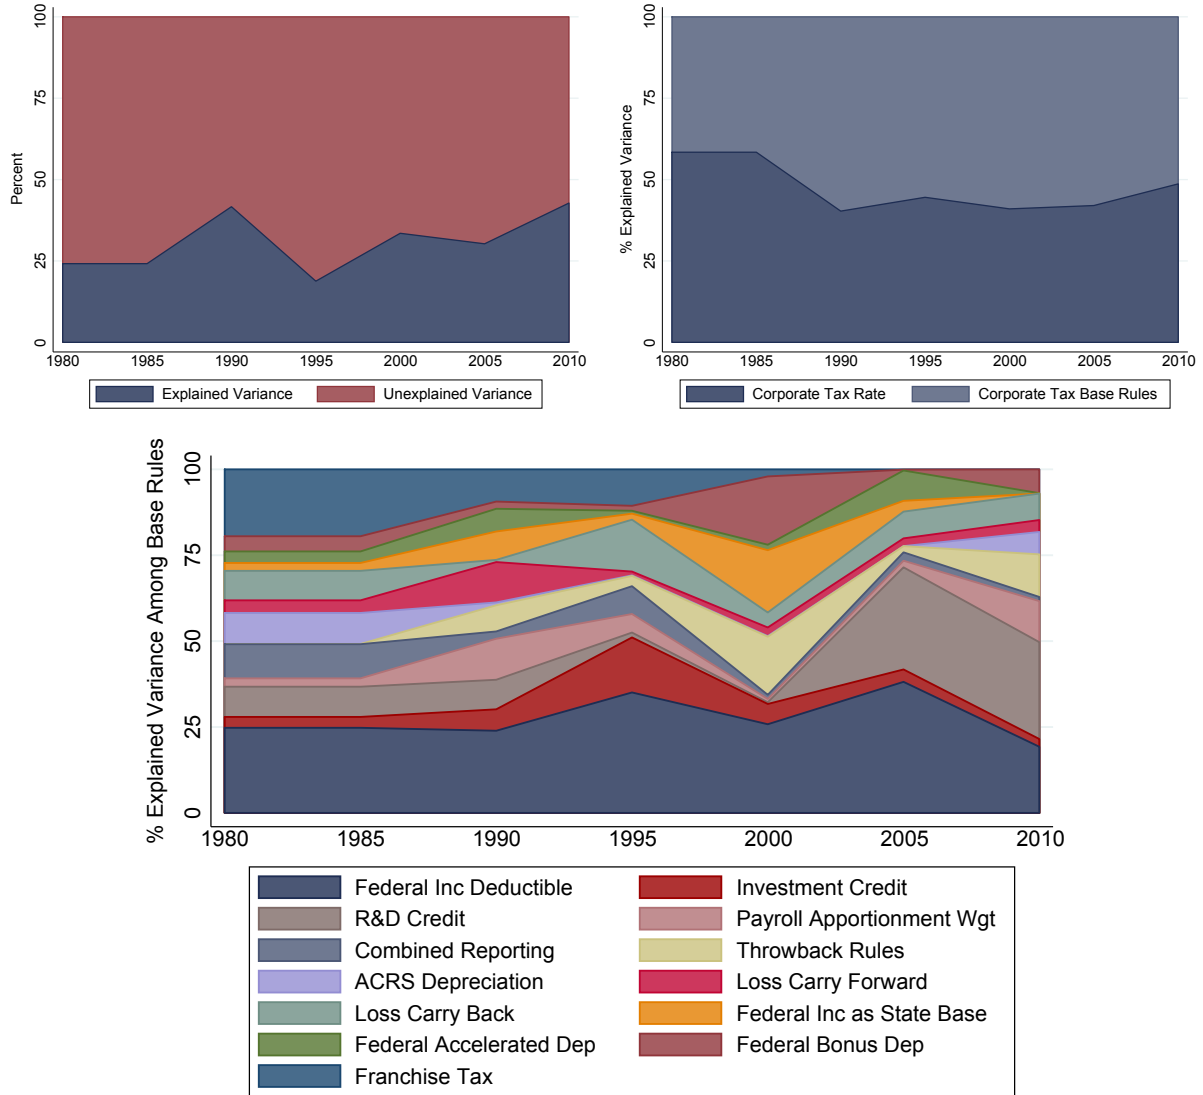 Percent
100
75
50
25
0
1980 1985 1990 1995 2000 2005 2010
Explained Variance Unexplained Variance
% Explained Variance
100
75
50
25
0
1980 1985 1990 1995 2000 2005 2010
Corporate Tax Rate Corporate Tax Base Rules
% Explained Variance Among Base Rules
100
75
50
25
0
1980 1985 1990 1995 2000 2005 2010
Federal Inc Deductible Investment Credit
R&D Credit Payroll Apportionment Wgt
Combined Reporting Throwback Rules
ACRS Depreciation Loss Carry Forward
Loss Carry Back Federal Inc as State Base
Federal Accelerated Dep Federal Bonus Dep
Franchise Tax